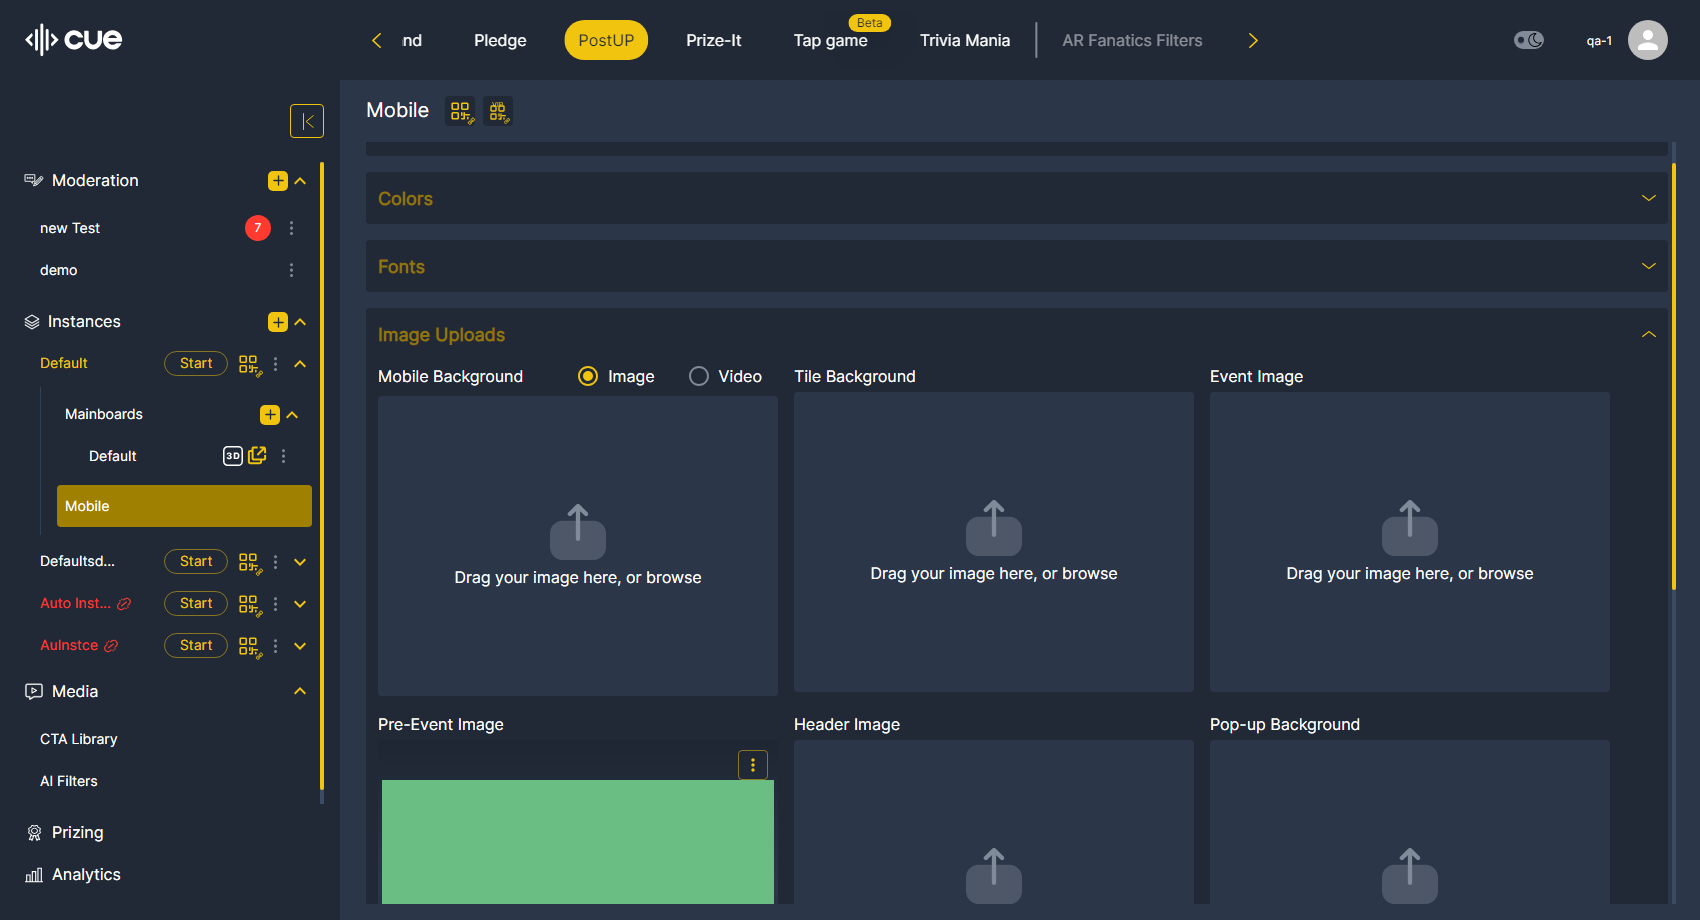 cue
nd
Pledge
PostUP
Prize-It
Beta
Tap game
Trivia Mania
AR Fanatics Filters
qa-1
Mobile
VIP
Moderation
new Test
7
demo
Instances
Default
Start
Mainboards
Default
3D
Mobile
Defaultsd...
Start
Auto Inst...
Start
AuInstce
Start
Media
CTA Library
AI Filters
Prizing
Analytics
Colors
Fonts
Image Uploads
Mobile Background
Image
Video
Tile Background
Event Image
Drag your image here, or browse
Drag your image here, or browse
Drag your image here, or browse
Pre-Event Image
Header Image
Pop-up Background